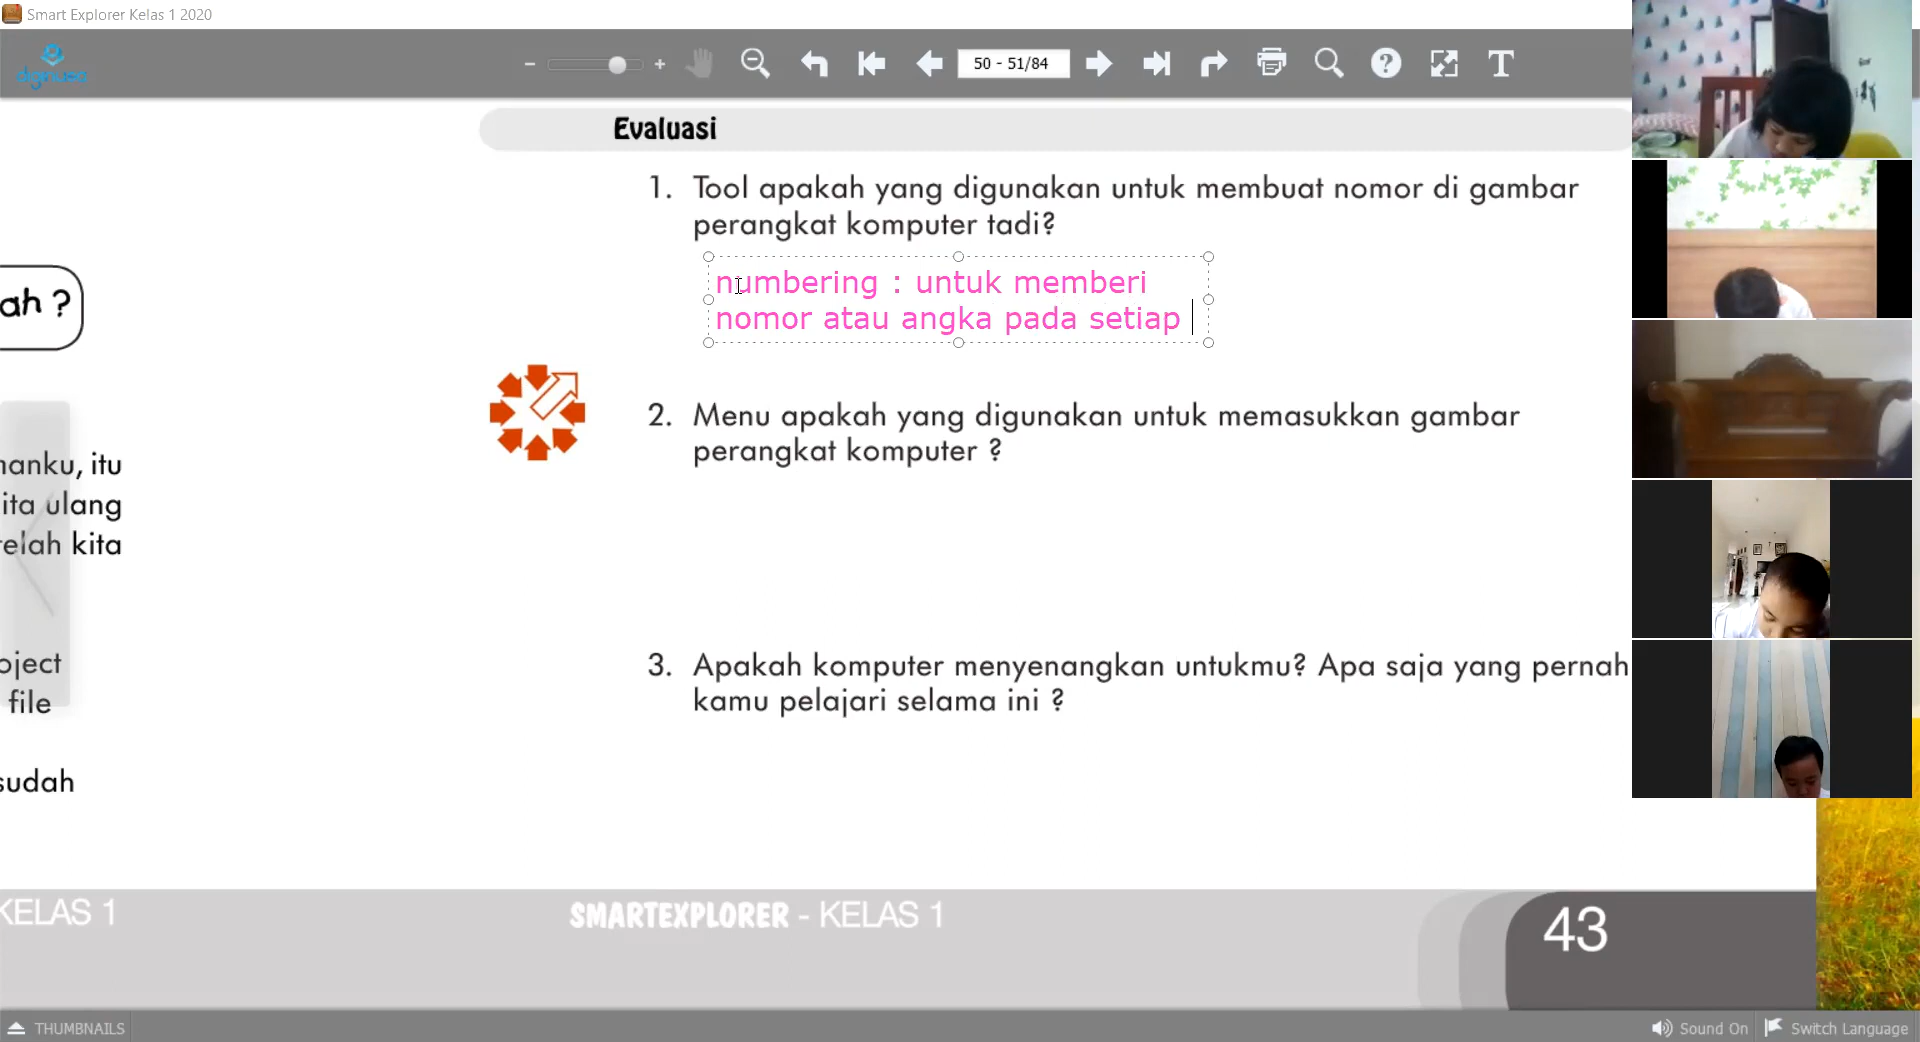 Smart Explorer Kelas 1 2020
50 - 51/84
Evaluasi
1. Tool apakah yang digunakan untuk membuat nomor di gambar
perangkat komputer tadi?
numbering : untuk memberi
nomor atau angka pada setiap
ah ?
2. Menu apakah yang digunakan untuk memasukkan gambar
perangkat komputer ?
anku, itu
ita ulang
elah kita
3. Apakah komputer menyenangkan untukmu? Apa saja yang pernah
kamu pelajari selama ini ?
oject
file
sudah
KELAS 1
SMARTEXPLORER - KELAS 1
43
THUMBNAILS
Sound On
Switch Language